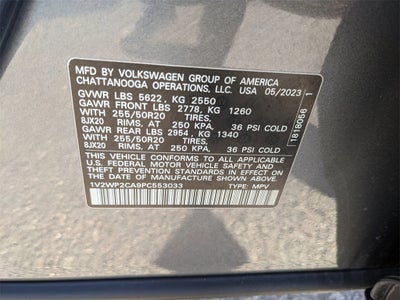 MFD BY VOLKSWAGEN GROUP OF AMERICA
CHATTANOOGA OPERATIONS, LLC. USA 05/2023
GVWR LBS 5622, KG 2550
GAWR FRONT LBS 2778, KG 1260
255/50R20 TIRES
8JX20 RIMS, AT 250 KPA, 36 PSI COLD
GAWR REAR LBS 2954, KG 1340
255/50R20 TIRES
8JX20 RIMS, AT 250 KPA, 36 PSI COLD
THIS VEHICLE CONFORMS TO ALL APPLICABLE
U.S. FEDERAL MOTOR VEHICLE SAFETY AND
THEFT PREVENTION STANDARDS IN EFFECT
ON THE DATE OF MANUFACTURE SHOWN ABOVE
1V2WP2CA9PC553033 TYPE: MPV
1818056 1